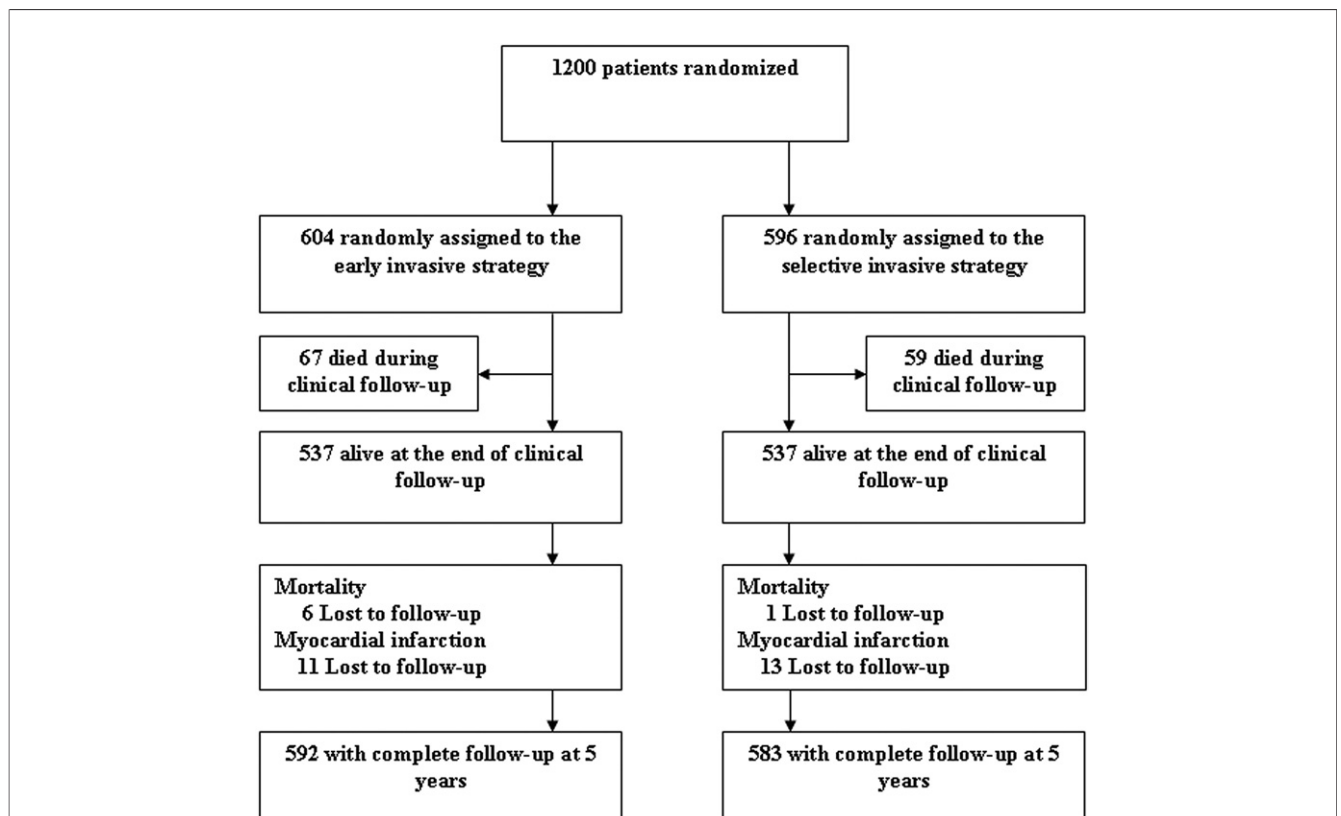 1200 patients randomized
604 randomly assigned to the
early invasive strategy
596 randomly assigned to the
selective invasive strategy
67 died during
clinical follow-up
59 died during
clinical follow-up
537 alive at the end of clinical
follow-up
537 alive at the end of clinical
follow-up
Mortality
6 Lost to follow-up
Myocardial infarction
11 Lost to follow-up
Mortality
1 Lost to follow-up
Myocardial infarction
13 Lost to follow-up
592 with complete follow-up at 5
years
583 with complete follow-up at 5
years